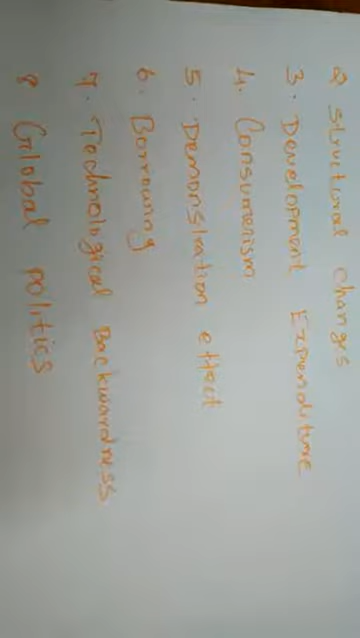 2 Structural changes
3. Development Expenditure
4. Consumerism
5. Demonstration effect
6. Borrowing
7. Technological Backwardness
8 Global politics